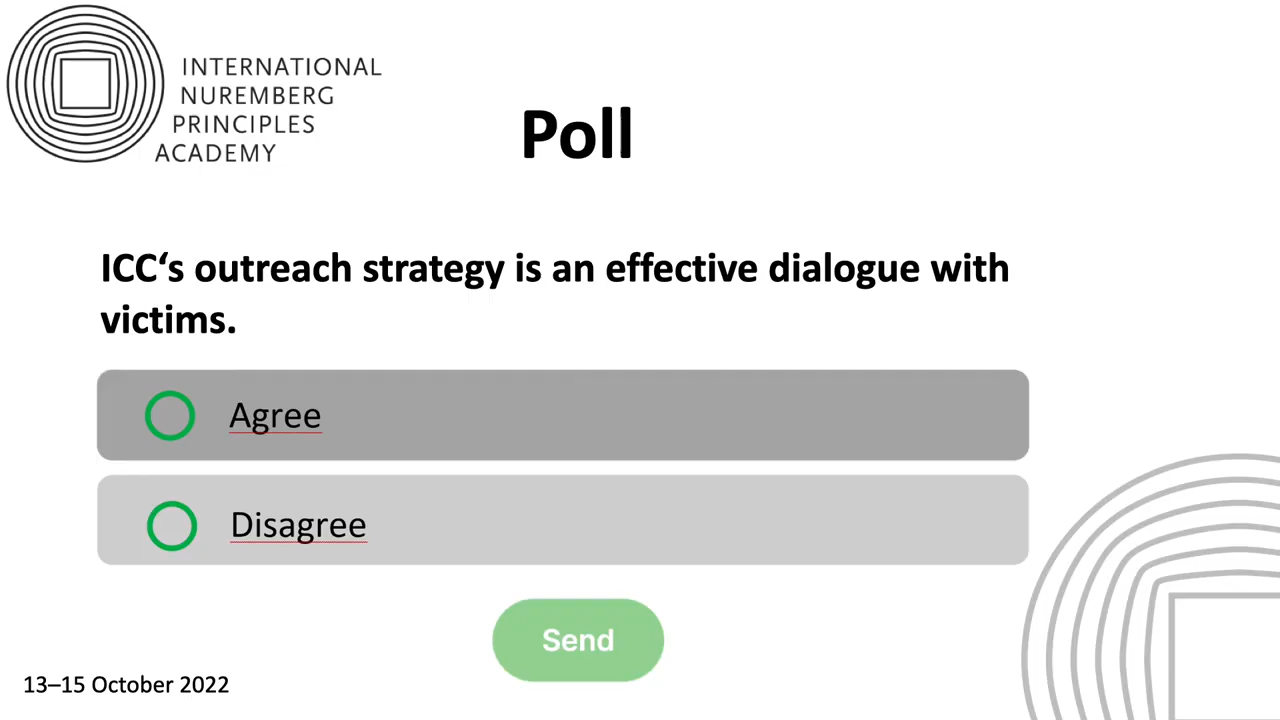 INTERNATIONAL
NUREMBERG
PRINCIPLES
ACADEMY
Poll
ICC‘s outreach strategy is an effective dialogue with
victims.
Agree
Disagree
Send
13–15 October 2022